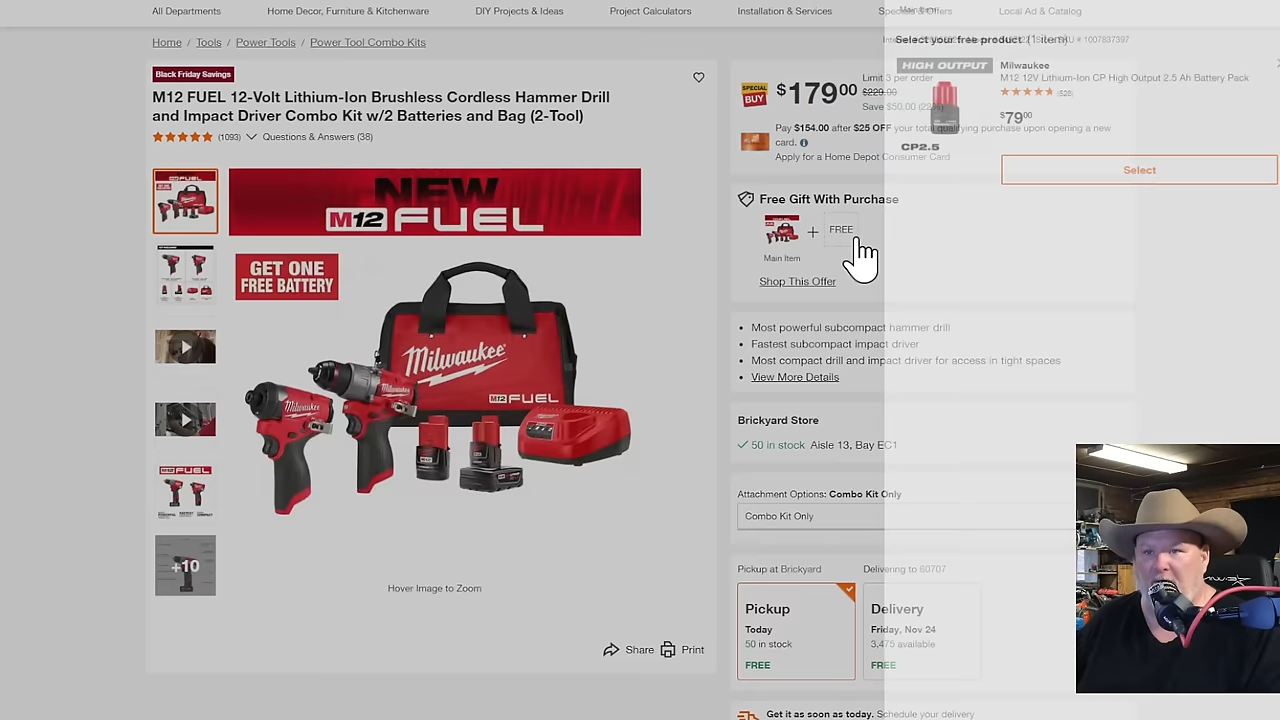 All Departments
Home Decor, Furniture & Kitchenware
DIY Projects & Ideas
Project Calculators
Installation & Services
Specials & Offers
Local Ad & Catalog
Main Item
Home / Tools / Power Tools / Power Tool Combo Kits
Select your free product (1 item)
SKU # 1007837397
Black Friday Savings
M12 FUEL 12-Volt Lithium-Ion Brushless Cordless Hammer Drill
and Impact Driver Combo Kit w/2 Batteries and Bag (2-Tool)
(1093)
Questions & Answers (38)
NEW
M12 FUEL
GET ONE
FREE BATTERY
Milwaukee
M12 FUEL
+10
Hover Image to Zoom
Share
Print
SPECIAL
BUY
$179 00
Limit 3 per order
$229.00
Save $50.00 (22%)
Pay $154.00 after $25 OFF your total qualifying purchase upon opening a new
card.
Apply for a Home Depot Consumer Card
HIGH OUTPUT
CP2.5
Milwaukee
M12 12V Lithium-Ion CP High Output 2.5 Ah Battery Pack
$79 00
Select
Free Gift With Purchase
+
FREE
Main Item
Shop This Offer
• Most powerful subcompact hammer drill
• Fastest subcompact impact driver
• Most compact drill and impact driver for access in tight spaces
• View More Details
Brickyard Store
50 in stock Aisle 13, Bay EC1
Attachment Options: Combo Kit Only
Combo Kit Only
Pickup at Brickyard
Delivering to 60707
Pickup
Today
50 in stock
FREE
Delivery
Friday, Nov 24
3,475 available
FREE
Get it as soon as today. Schedule your delivery